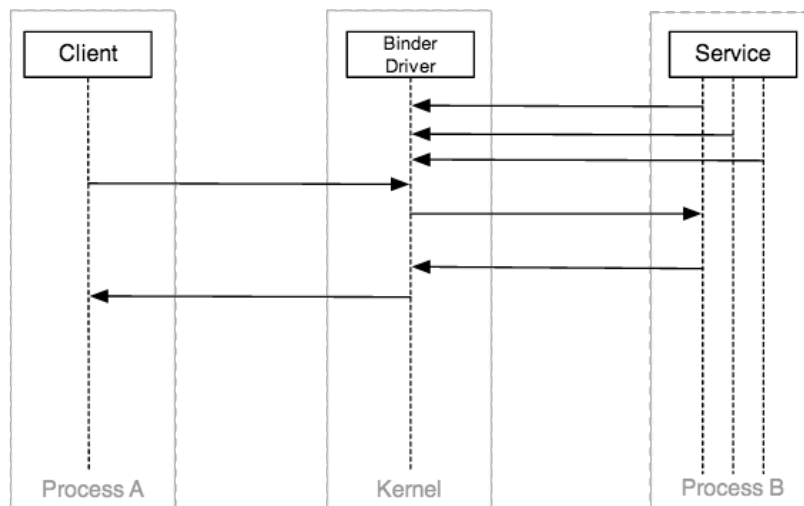 Client
Binder
Driver
Service
Process A
Kernel
Process B